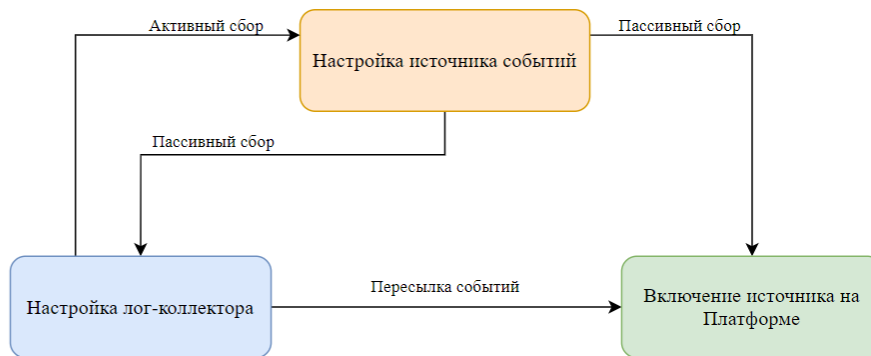 Активный сбор
Пассивный сбор
Настройка источника событий
Пассивный сбор
Пересылка событий
Настройка лог-коллектора
Включение источника на
Платформе